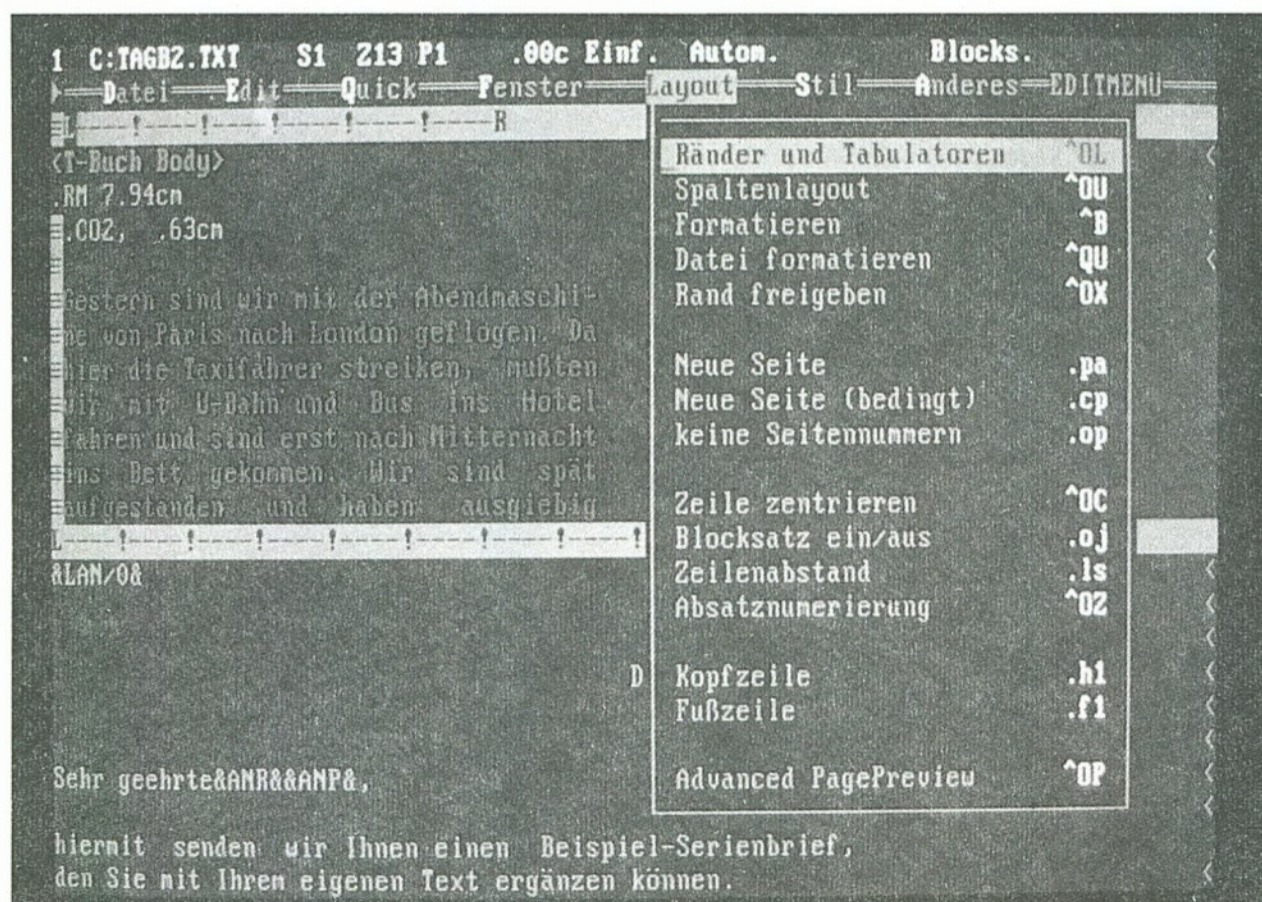 1 C:TAGB2.TXT S1 Z13 P1 .00c Einf. Autom. Blocks.
Datei Edit Quick Fenster Layout Stil Anderes EDITMENU
L----!----!----!----!----!----R
<T-Buch Body>
.RM 7.94cm
.CO2, .63cm
Gestern sind wir mit der Abendmaschi-
ne von Paris nach London geflogen. Da
hier die Taxifahrer streiken, mußten
wir mit U-Bahn und Bus ins Hotel
fahren und sind erst nach Mitternacht
ins Bett gekommen. Wir sind spät
aufgestanden und haben ausgiebig
L----!----!----!----!----!----!----!----!
&LAN/O&
D
Sehr geehrte&ANR&&ANP&,
hiermit senden wir Ihnen einen Beispiel-Serienbrief,
den Sie mit Ihrem eigenen Text ergänzen können.
Ränder und Tabulatoren ^OL
Spaltenlayout ^OU
Formatieren ^B
Datei formatieren ^QU
Rand freigeben ^OX
Neue Seite .pa
Neue Seite (bedingt) .cp
keine Seitennummern .op
Zeile zentrieren ^OC
Blocksatz ein/aus .oj
Zeilenabstand .ls
Absatznumerierung ^OZ
Kopfzeile .h1
Fußzeile .f1
Advanced PagePreview ^OP